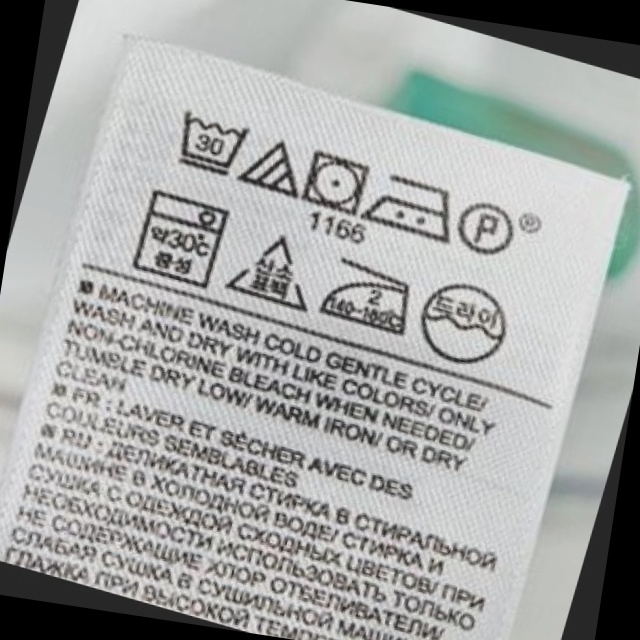 30 P ®
1166
약30℃ 중성
산소 표백
2 140-160℃
드라이
■ MACHINE WASH COLD GENTLE CYCLE/
WASH AND DRY WITH LIKE COLORS/ ONLY
NON-CHLORINE BLEACH WHEN NEEDED/
TUMBLE DRY LOW/ WARM IRON/ OR DRY
CLEAN
■ FR : LAVER ET SÉCHER AVEC DES
COULEURS SEMBLABLES
■ RU : ДЕЛИКАТНАЯ СТИРКА В СТИРАЛЬНОЙ
МАШИНЕ В ХОЛОДНОЙ ВОДЕ/ СТИРКА И
СУШКА С ОДЕЖДОЙ СХОДНЫХ ЦВЕТОВ/ ПРИ
НЕОБХОДИМОСТИ ИСПОЛЬЗОВАТЬ ТОЛЬКО
НЕ СОДЕРЖАЩИЕ ХЛОР ОТБЕЛИВАТЕЛИ/
СЛАБАЯ СУШКА В СУШИЛЬНОЙ
ПРИ ВЫСОКОЙ